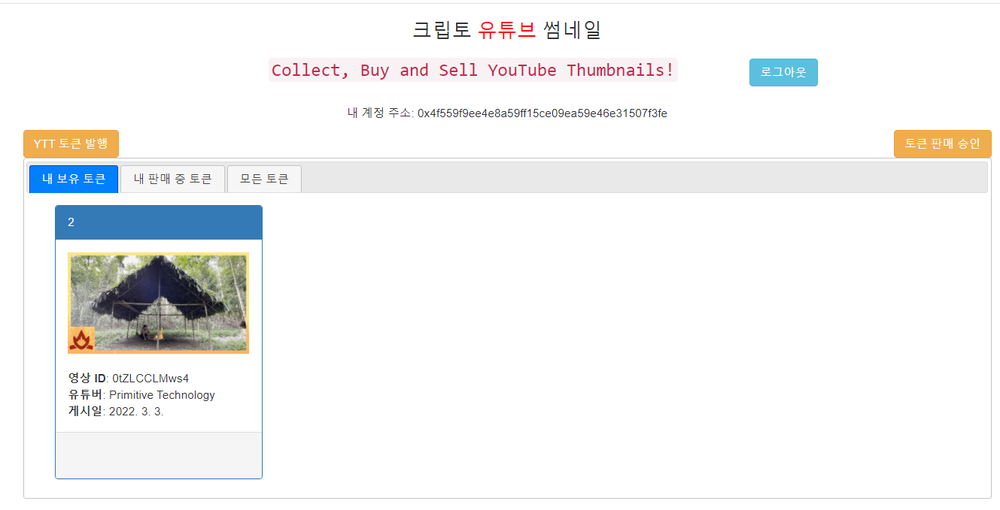 크립토 유튜브 썸네일
Collect, Buy and Sell YouTube Thumbnails!
로그아웃
내 계정 주소: 0x4f559f9ee4e8a59ff15ce09ea59e46e31507f3fe
YTT 토큰 발행
토큰 판매 승인
내 보유 토큰
내 판매 중 토큰
모든 토큰
2
영상 ID: 0tZLCCLMws4
유튜버: Primitive Technology
게시일: 2022. 3. 3.